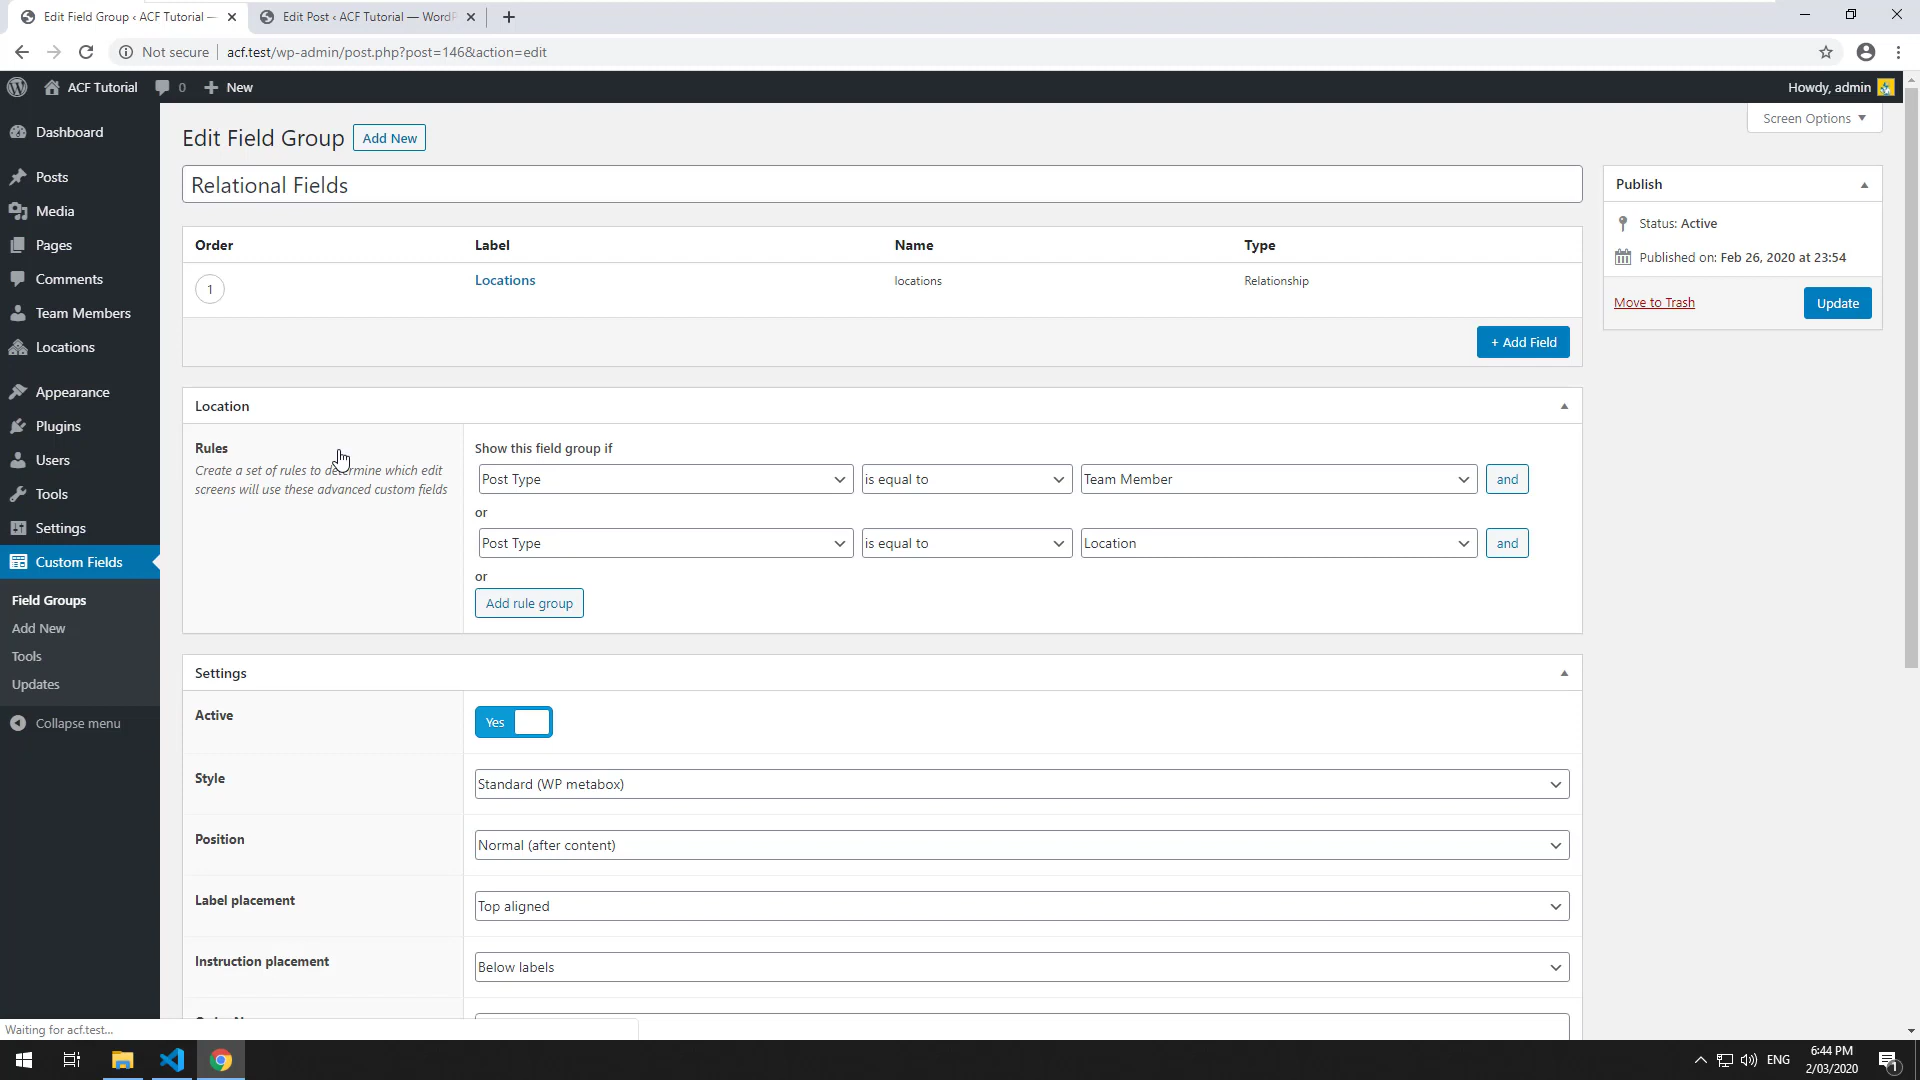 Edit Field Group ‹ ACF Tutorial —
Edit Post ‹ ACF Tutorial — WordP
Not secure
acf.test/wp-admin/post.php?post=146&action=edit
ACF Tutorial
0
New
Howdy, admin
Dashboard
Posts
Media
Pages
Comments
Team Members
Locations
Appearance
Plugins
Users
Tools
Settings
Custom Fields
Field Groups
Add New
Tools
Updates
Collapse menu
Screen Options
Edit Field Group
Add New
Relational Fields
Order
Label
Name
Type
1
Locations
locations
Relationship
+ Add Field
Location
Rules
Create a set of rules to determine which edit
screens will use these advanced custom fields
Show this field group if
Post Type
is equal to
Team Member
and
or
Post Type
is equal to
Location
and
or
Add rule group
Settings
Active
Yes
Style
Standard (WP metabox)
Position
Normal (after content)
Label placement
Top aligned
Instruction placement
Below labels
Publish
Status: Active
Published on: Feb 26, 2020 at 23:54
Move to Trash
Update
Waiting for acf.test...
ENG
6:44 PM
2/03/2020
1